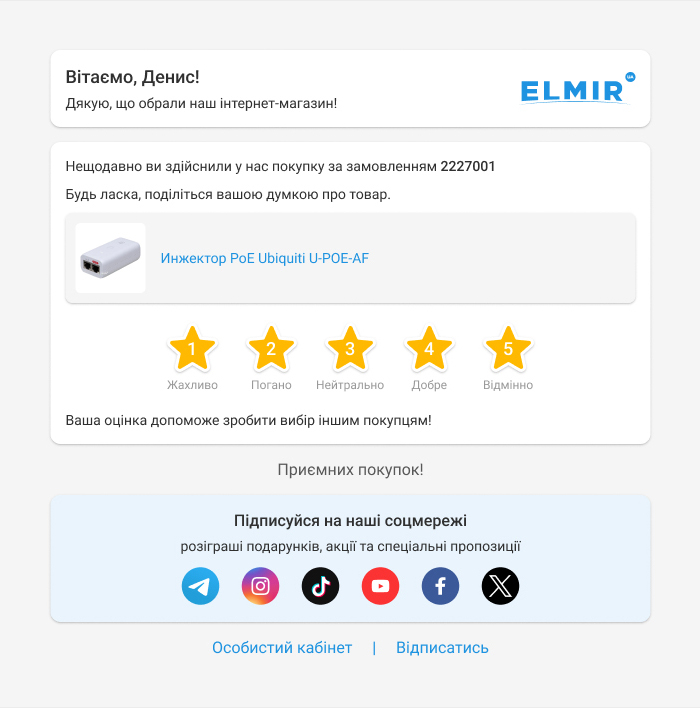 Вітаємо, Денис!
Дякую, що обрали наш інтернет-магазин!
ELMIR UA
Нещодавно ви здійснили у нас покупку за замовленням 2227001
Будь ласка, поділіться вашою думкою про товар.
Инжектор PoE Ubiquiti U-POE-AF
1 2 3 4 5
Жахливо Погано Нейтрально Добре Відмінно
Ваша оцінка допоможе зробити вибір іншим покупцям!
Приємних покупок!
Підписуйся на наші соцмережі
розіграші подарунків, акції та спеціальні пропозиції
Особистий кабінет | Відписатись